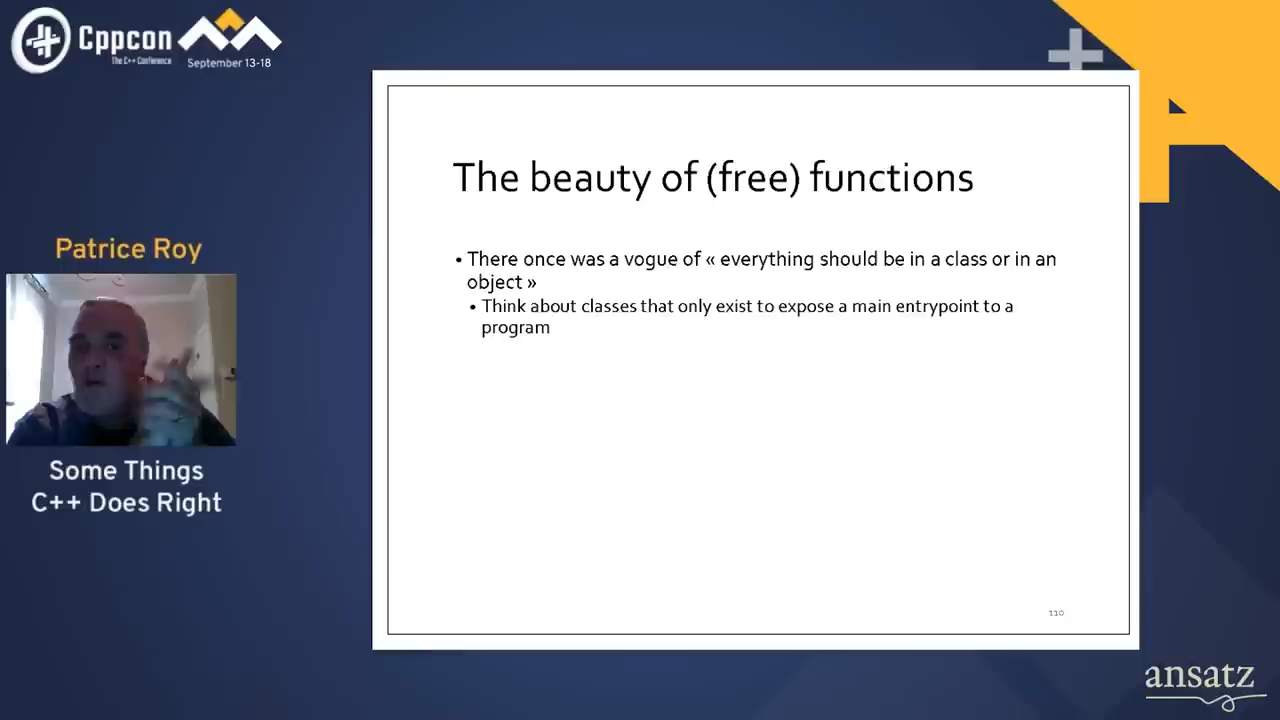 Cppcon
The C++ Conference
September 13-18
Patrice Roy
Some Things
C++ Does Right
The beauty of (free) functions
• There once was a vogue of « everything should be in a class or in an
object »
• Think about classes that only exist to expose a main entrypoint to a
program
110
ansatz